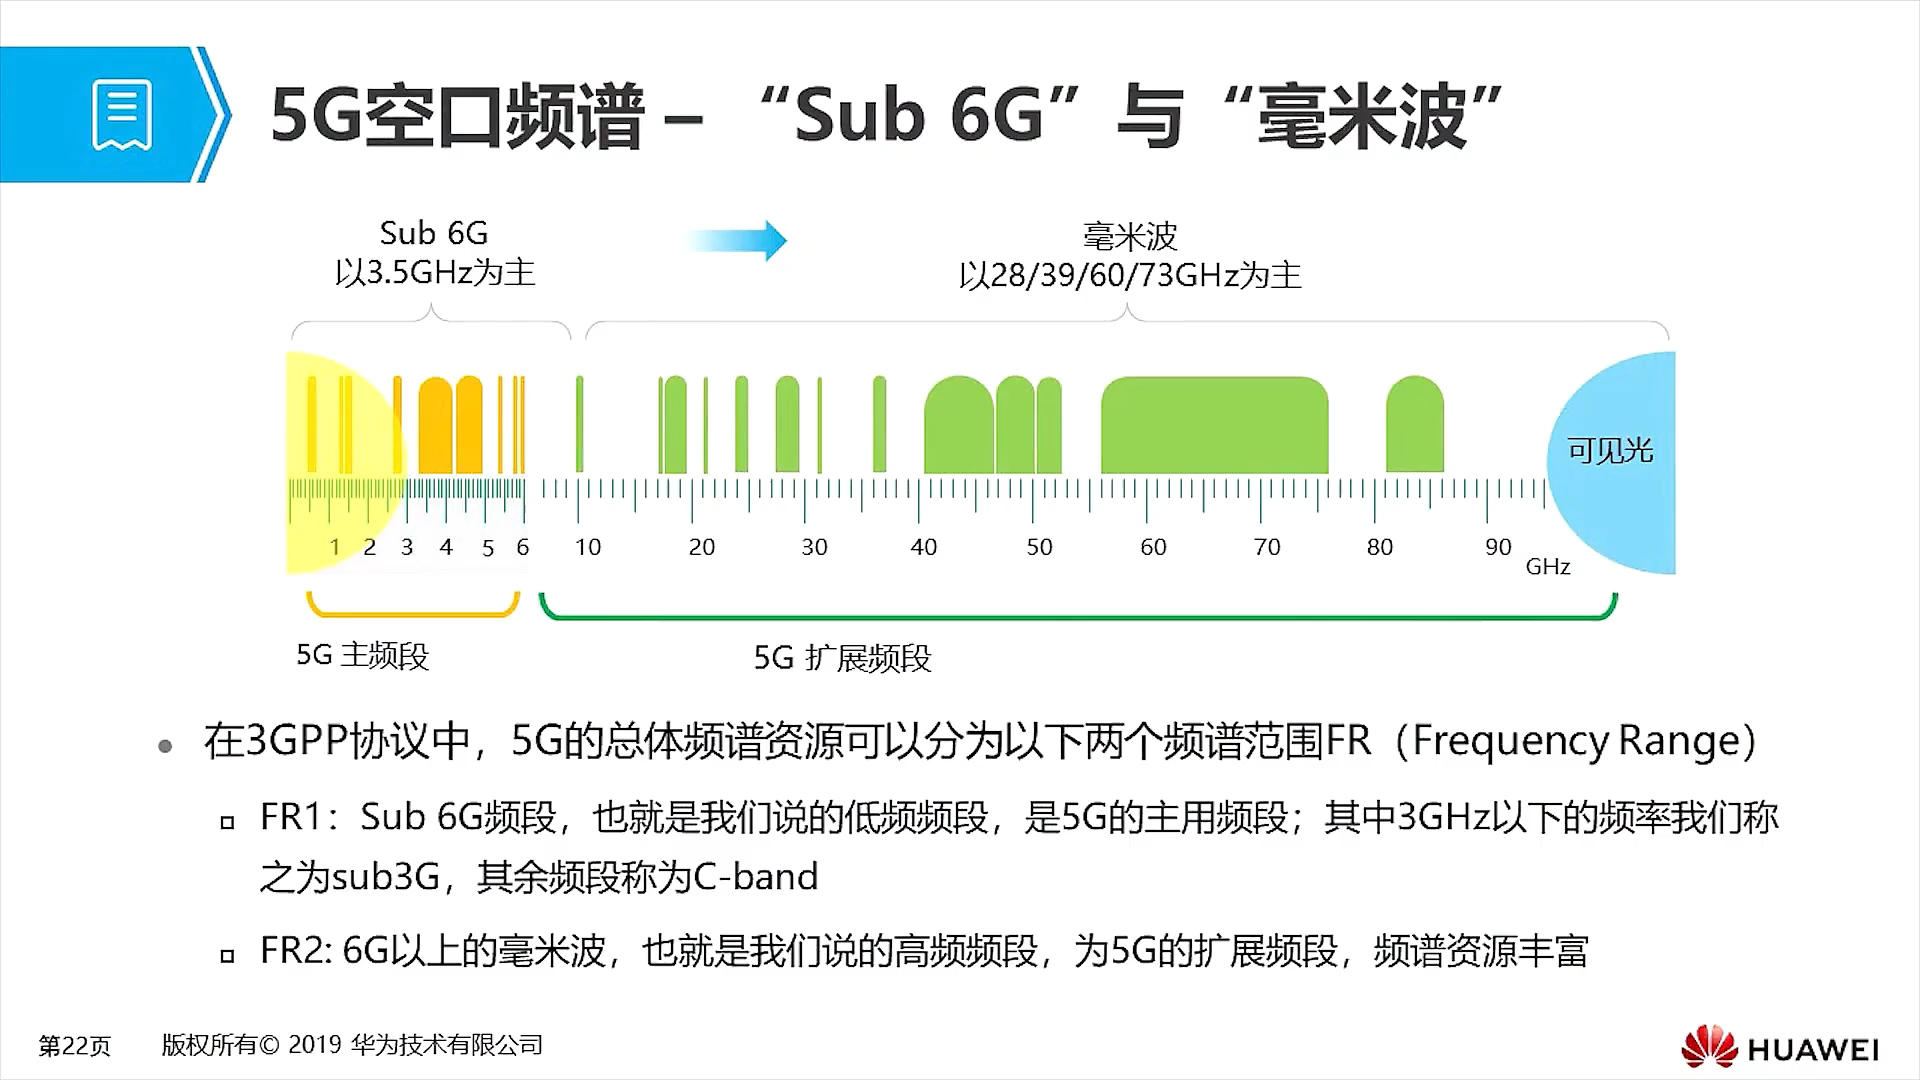 5G空口频谱 – “Sub 6G” 与 “毫米波”
Sub 6G
以3.5GHz为主
毫米波
以28/39/60/73GHz为主
可见光
1 2 3 4 5 6 10 20 30 40 50 60 70 80 90
GHz
5G 主频段
5G 扩展频段
• 在3GPP协议中，5G的总体频谱资源可以分为以下两个频谱范围FR（Frequency Range）
▫ FR1：Sub 6G频段，也就是我们说的低频频段，是5G的主用频段；其中3GHz以下的频率我们称
之为sub3G，其余频段称为C-band
▫ FR2: 6G以上的毫米波，也就是我们说的高频频段，为5G的扩展频段，频谱资源丰富
第22页 版权所有© 2019 华为技术有限公司
HUAWEI